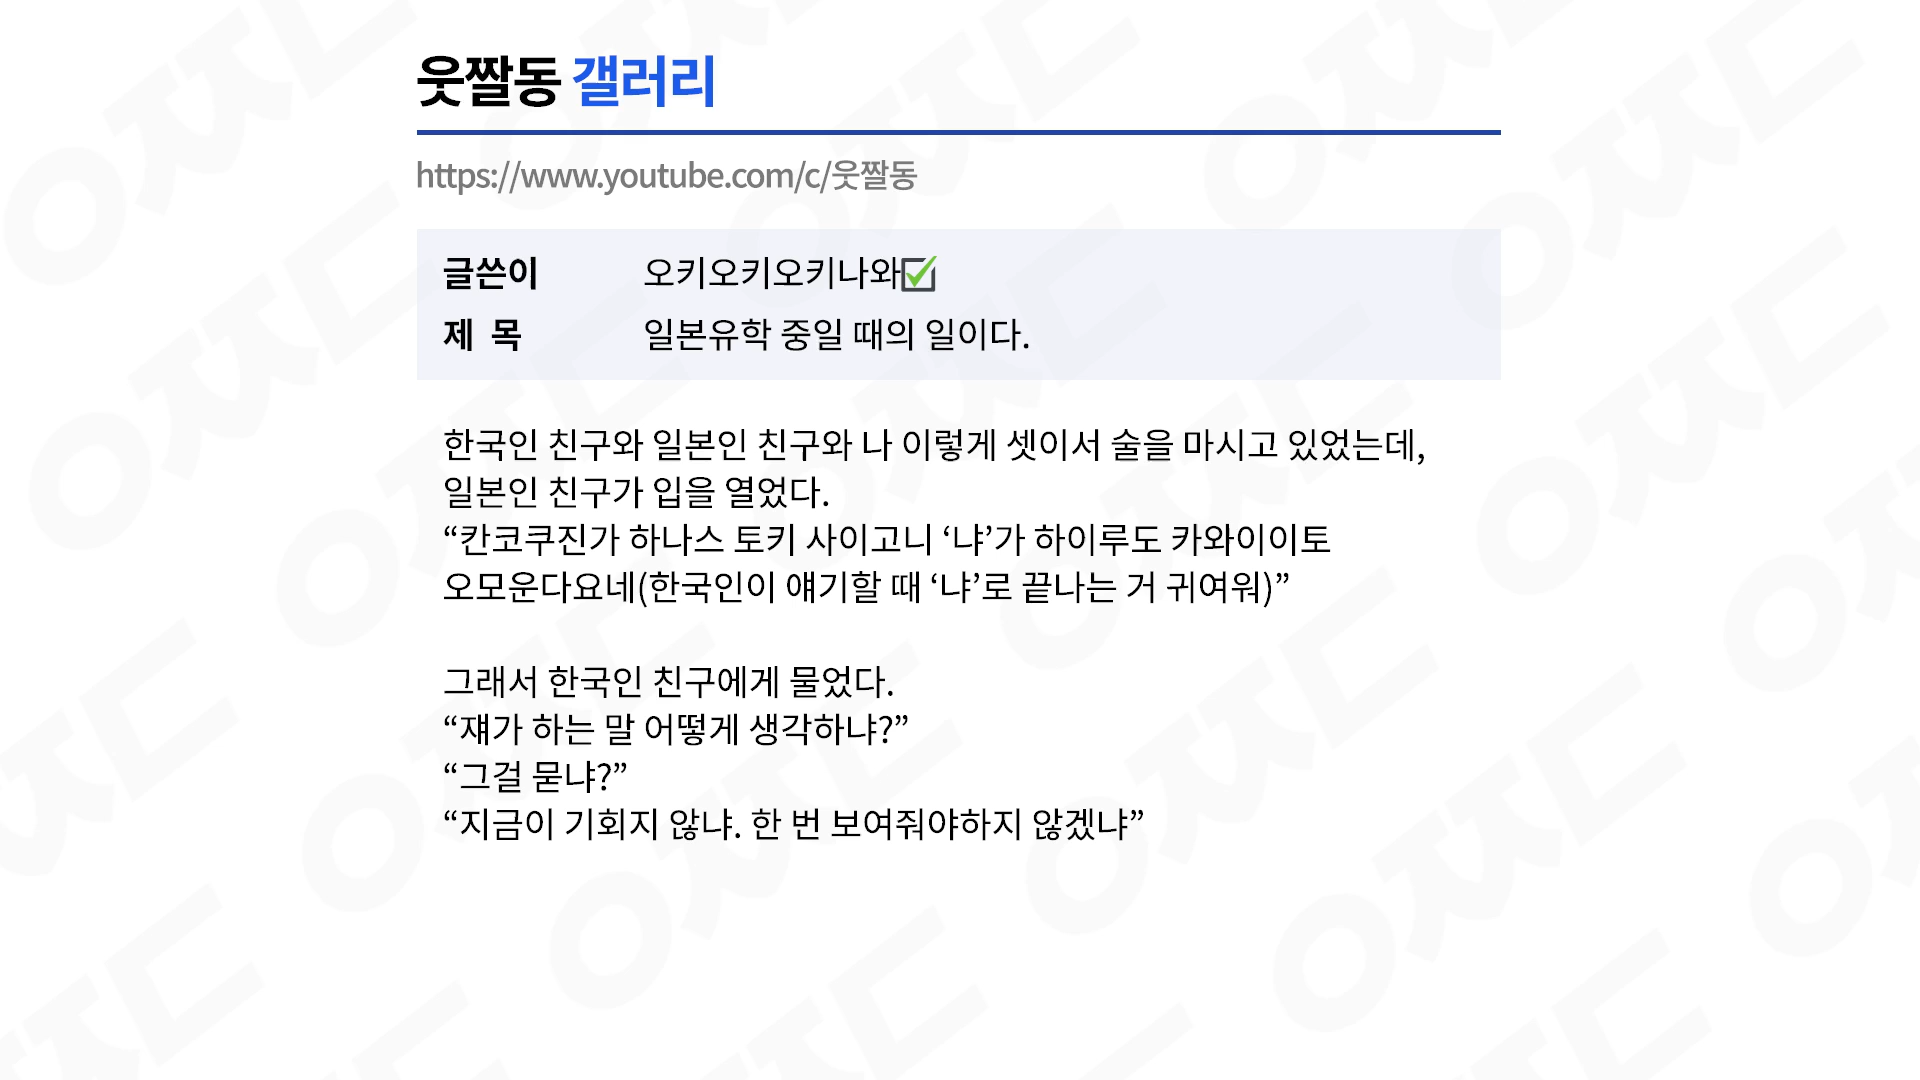 웃짤동 갤러리
https://www.youtube.com/c/웃짤동
글쓴이 오키오키오키나와
제 목 일본유학 중일 때의 일이다.
한국인 친구와 일본인 친구와 나 이렇게 셋이서 술을 마시고 있었는데,
일본인 친구가 입을 열었다.
“칸코쿠진가 하나스 토키 사이고니 ‘냐’가 하이루도 카와이이토
오모운다요네(한국인이 얘기할 때 ‘냐’로 끝나는 거 귀여워)”
그래서 한국인 친구에게 물었다.
“쟤가 하는 말 어떻게 생각하냐?”
“그걸 묻냐?”
“지금이 기회지 않냐. 한 번 보여줘야하지 않겠냐”